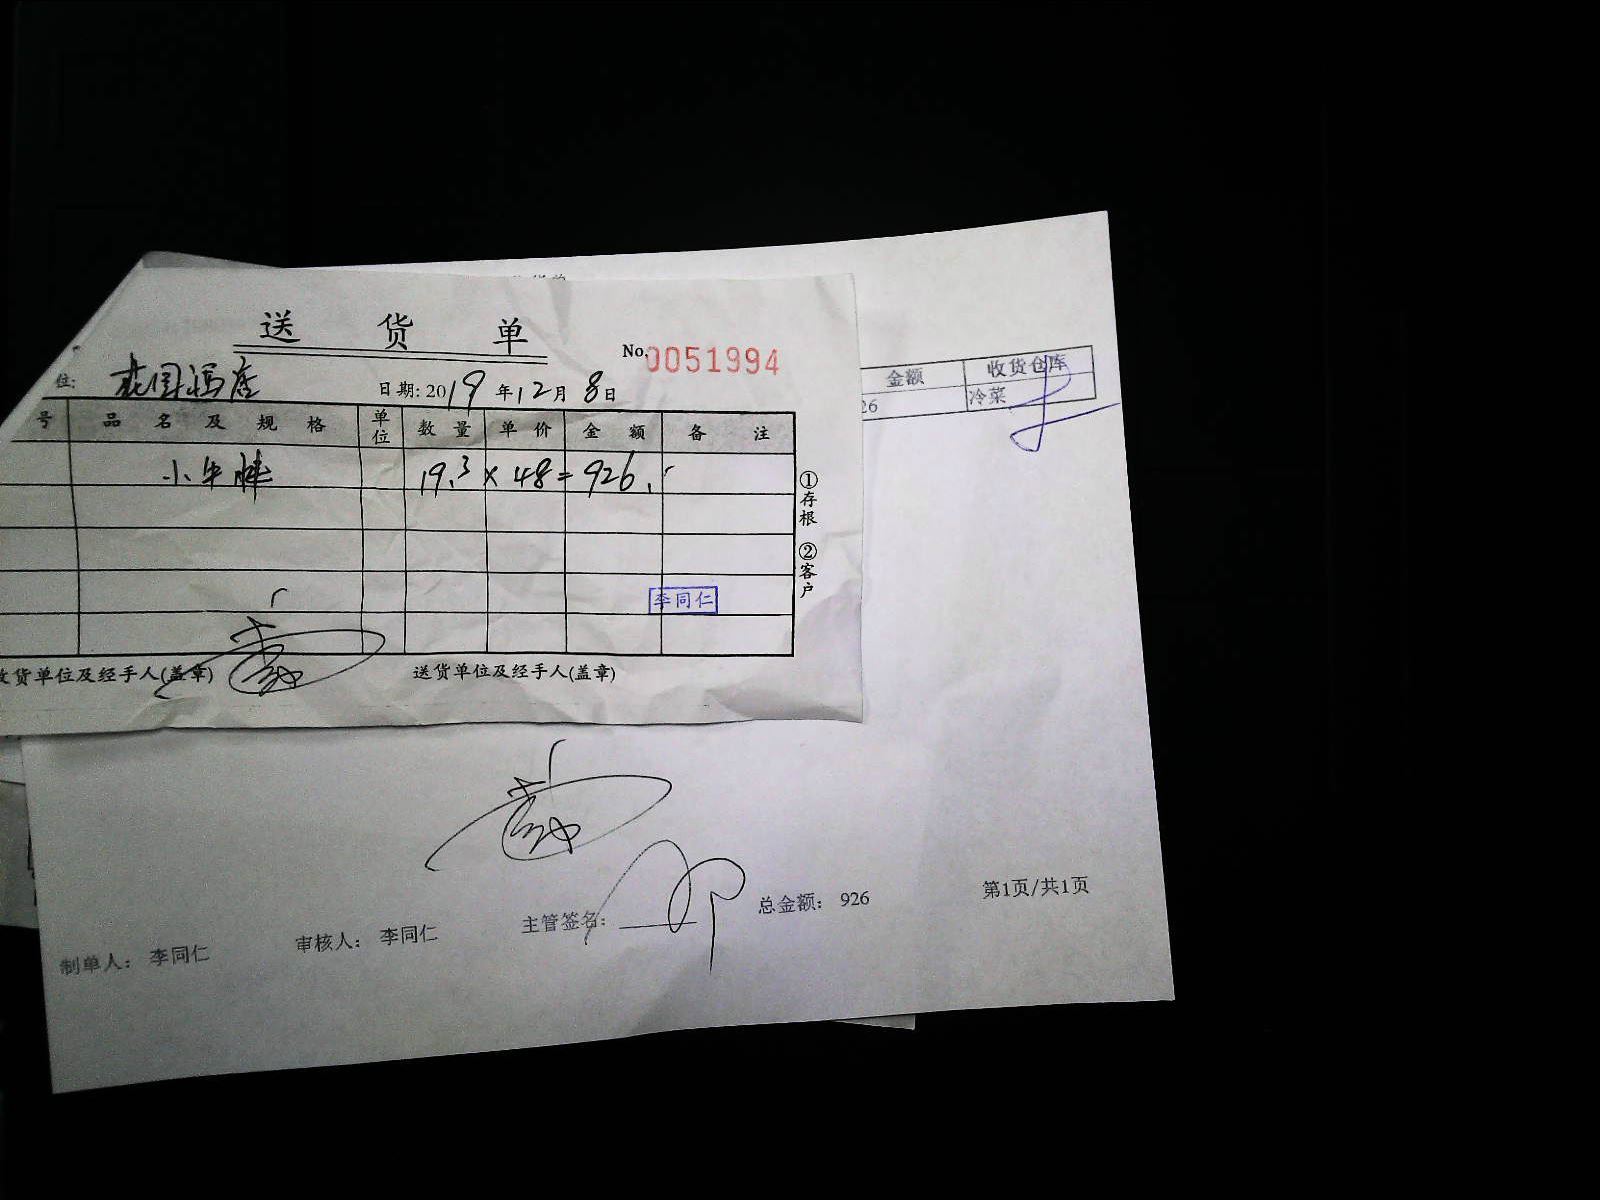 送货单
No.0051994
位: 花园酒店 日期: 2019年12月8日
号 品名及规格 单位 数量 单价 金额 备注
小牛腱 19.3 × 48 = 926.
①存根 ②客户
李同仁
收货单位及经手人(盖章) 送货单位及经手人(盖章)
金额 收货仓库
26 冷菜
制单人: 李同仁 审核人: 李同仁 主管签名: 总金额: 926 第1页/共1页